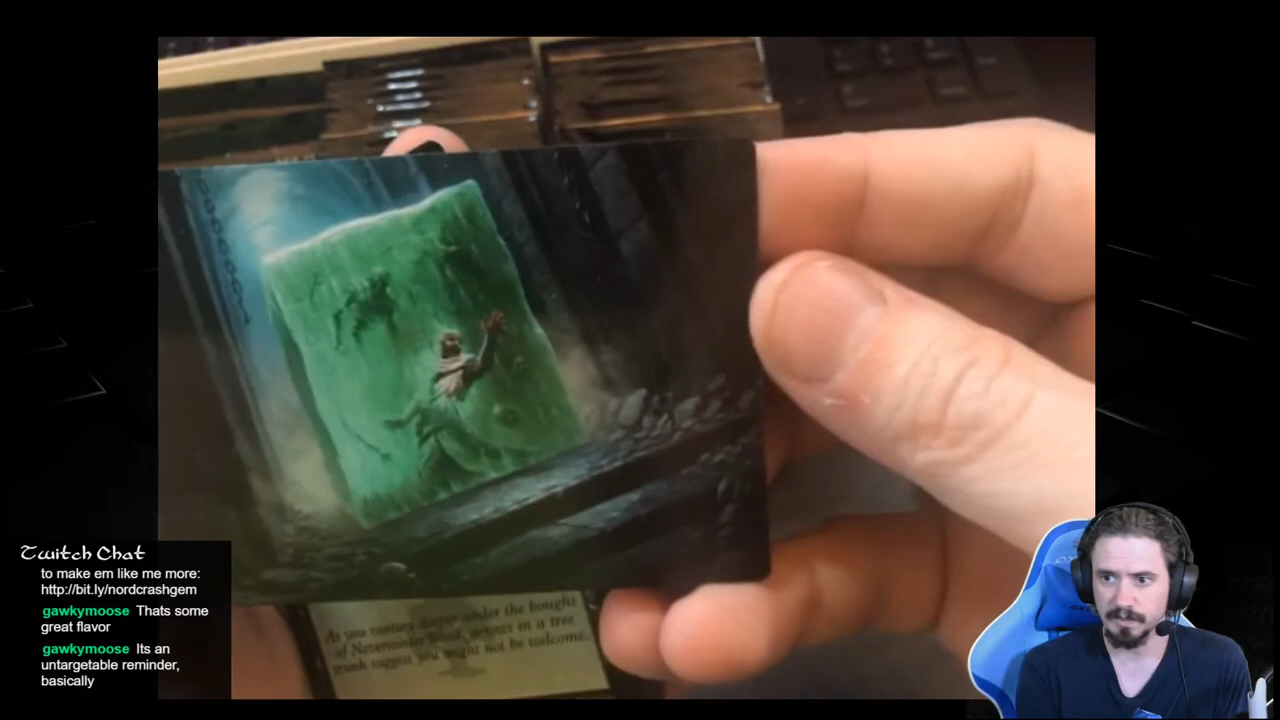 Twitch Chat
to make em like me more:
http://bit.ly/nordcrashgem
gawkymoose Thats some
great flavor
gawkymoose Its an
untargetable reminder,
basically
As you venture deeper under the boughs
of Neverwinter Wood, arrows in a tree
trunk suggest you might not be welcome.